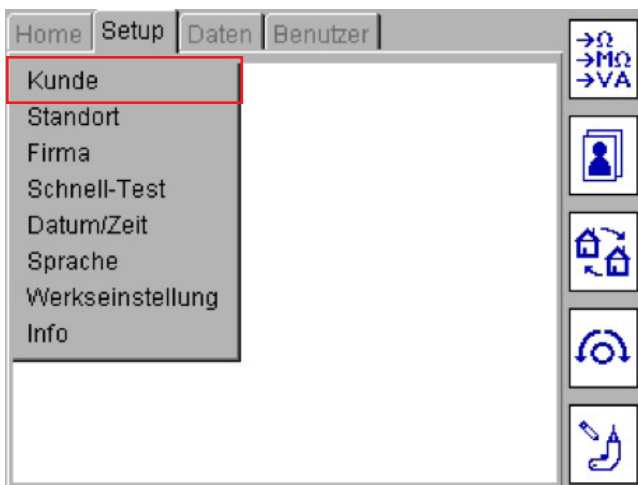 Home Setup Daten Benutzer
Kunde
Standort
Firma
Schnell-Test
Datum/Zeit
Sprache
Werkseinstellung
Info
→Ω
→MΩ
→VA